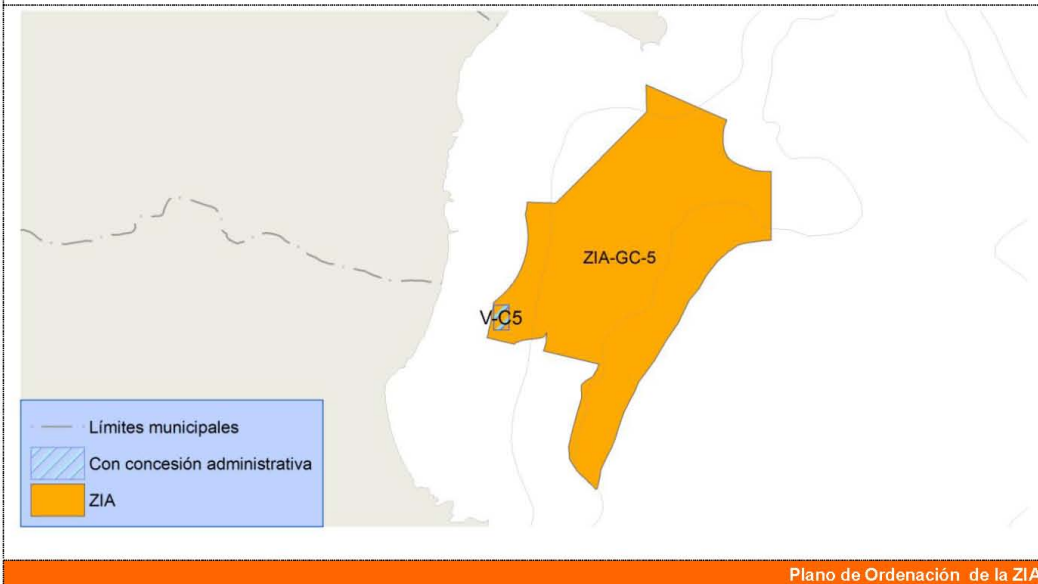 ZIA-GC-5
V-C5
Límites municipales
Con concesión administrativa
ZIA
Plano de Ordenación de la ZIA